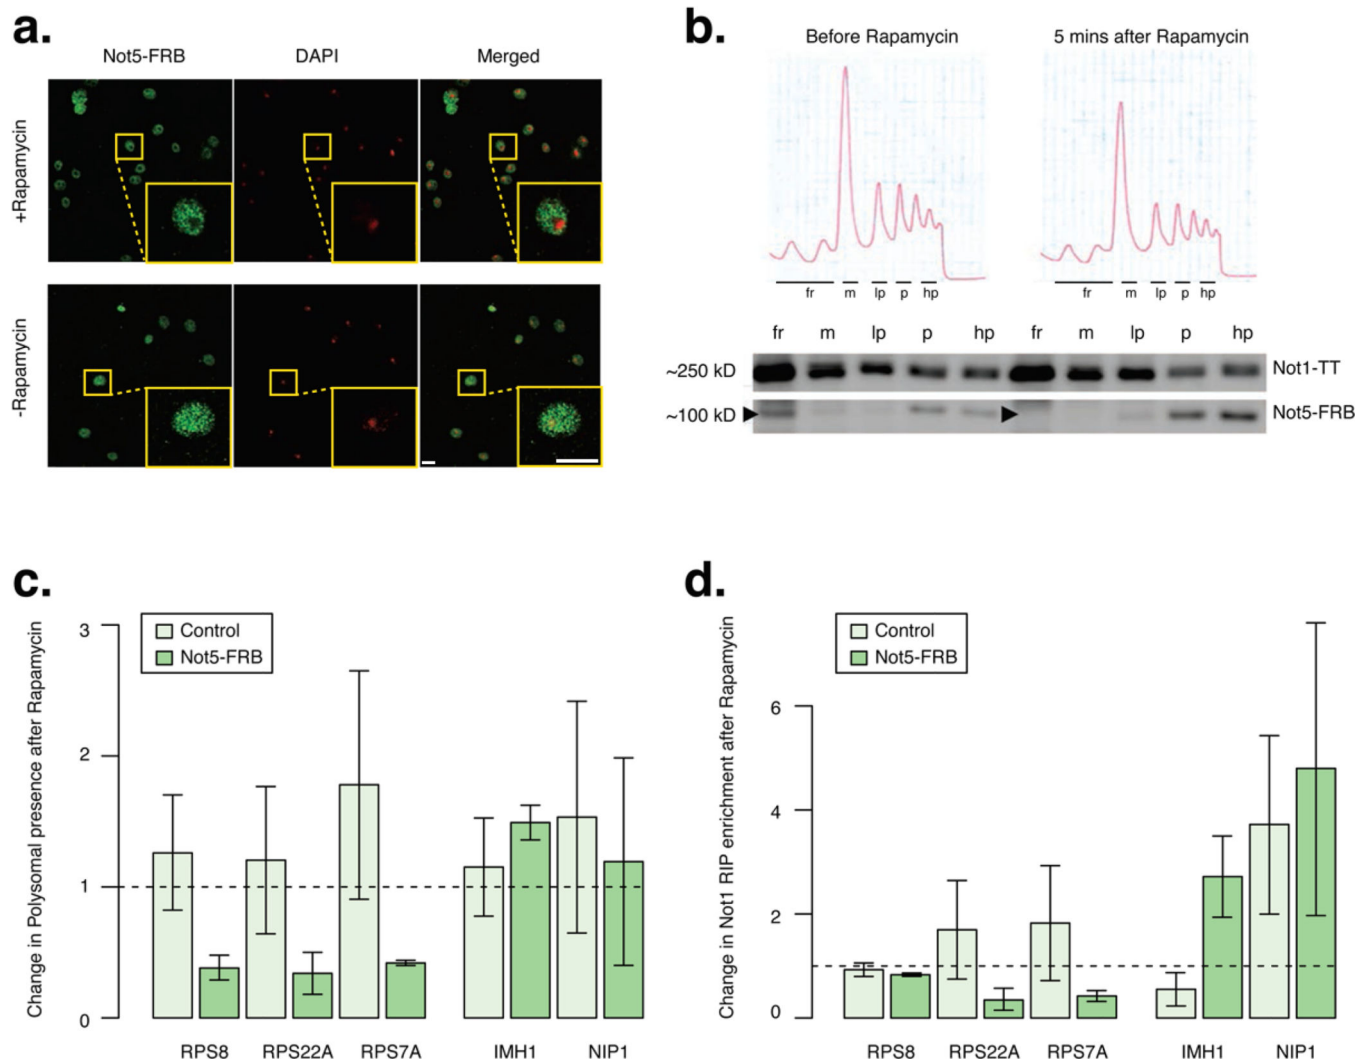 a.
Not5-FRB DAPI Merged
+Rapamycin
-Rapamycin
b.
Before Rapamycin 5 mins after Rapamycin
fr m lp p hp fr m lp p hp
fr m lp p hp fr m lp p hp
~250 kD Not1-TT
~100 kD Not5-FRB
c.
Change in Polysomal presence after Rapamycin
Control
Not5-FRB
3
2
1
0
RPS8 RPS22A RPS7A IMH1 NIP1
d.
Change in Not1 RIP enrichment after Rapamycin
Control
Not5-FRB
6
4
2
0
RPS8 RPS22A RPS7A IMH1 NIP1